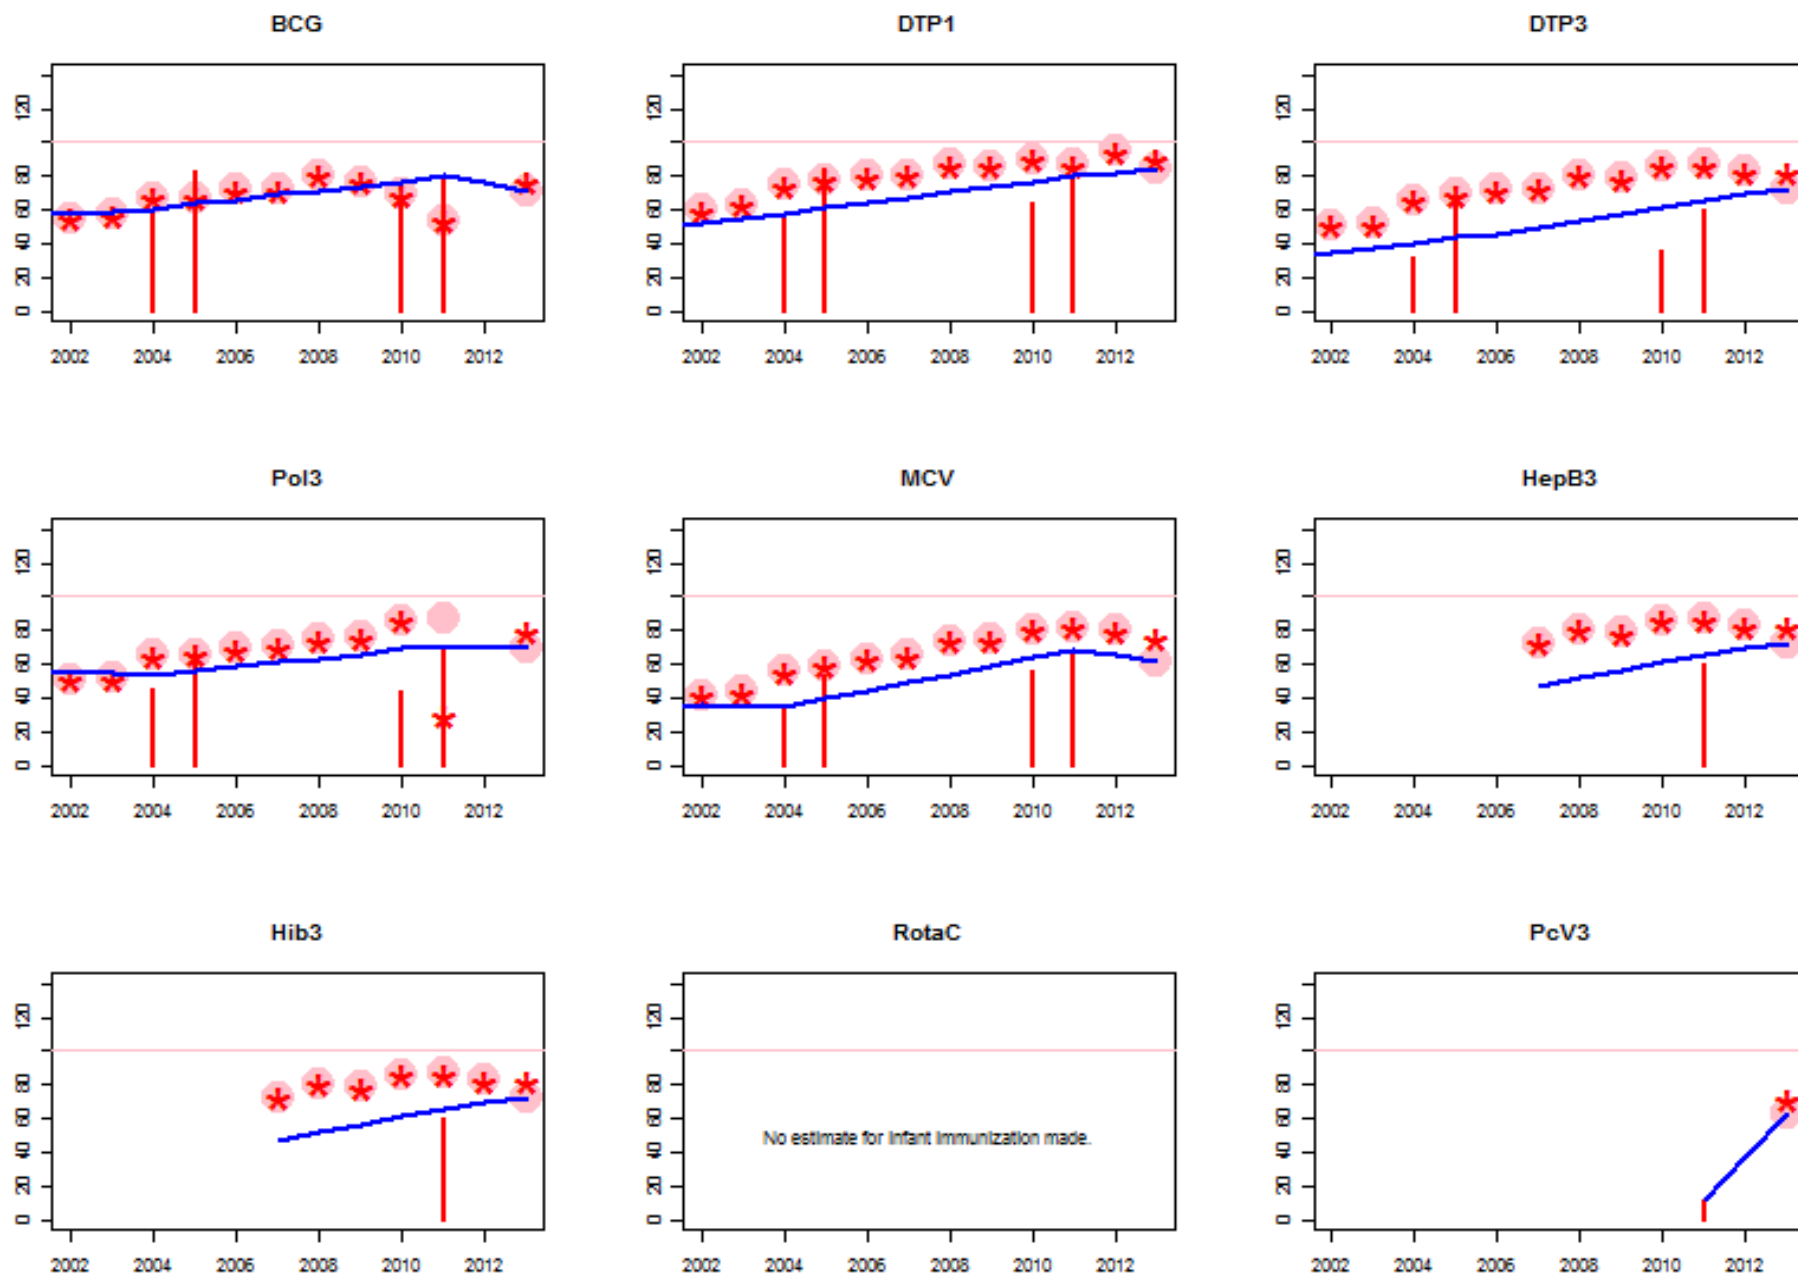 BCG DTP1 DTP3
120 120 120
80 80 80
60 60 60
40 40 40
20 20 20
0 0 0
2002 2004 2006 2008 2010 2012 2002 2004 2006 2008 2010 2012 2002 2004 2006 2008 2010 2012
Pol3 MCV HepB3
120 120 120
80 80 80
60 60 60
40 40 40
20 20 20
0 0 0
2002 2004 2006 2008 2010 2012 2002 2004 2006 2008 2010 2012 2002 2004 2006 2008 2010 2012
Hib3 RotaC PcV3
120 120 120
80 80 80
60 60 60
40 No estimate for infant immunization made. 40 40
20 20 20
0 0 0
2002 2004 2006 2008 2010 2012 2002 2004 2006 2008 2010 2012 2002 2004 2006 2008 2010 2012